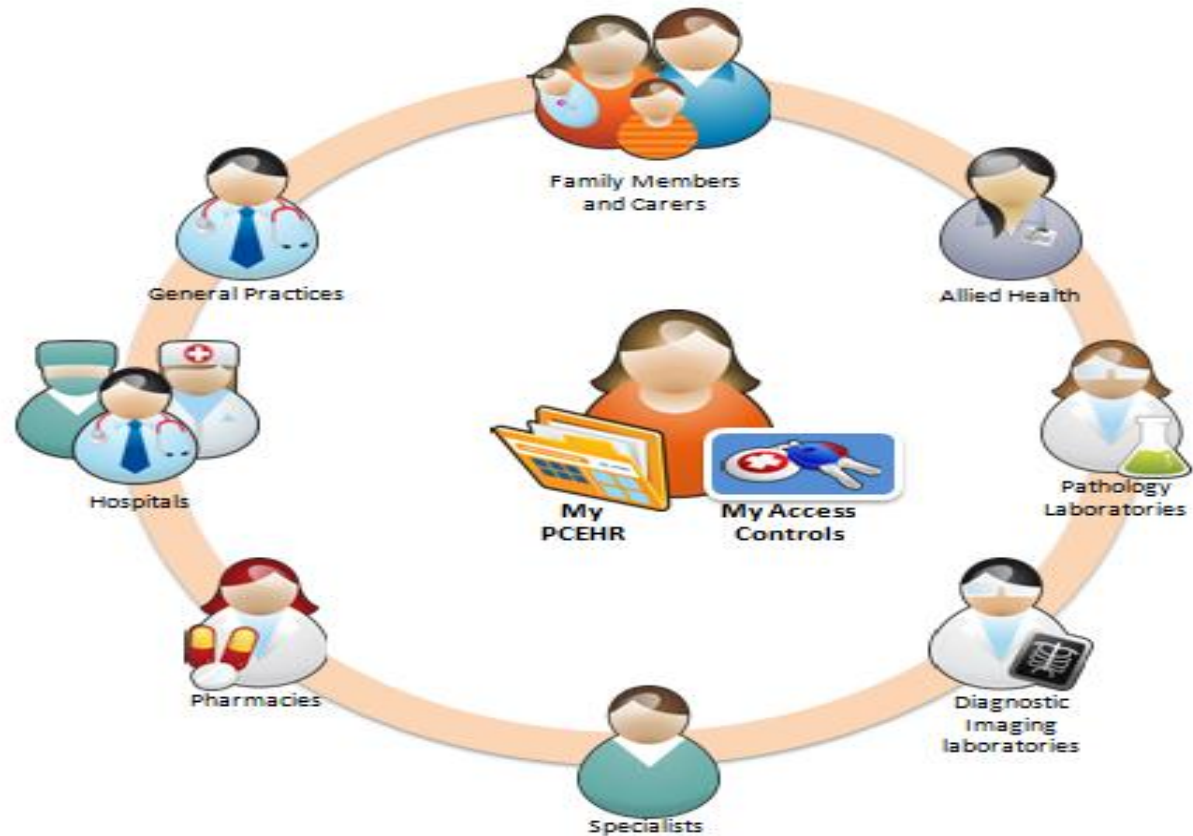 Family Members
and Carers
General Practices
Allied Health
Hospitals
My
PCEHR
My Access
Controls
Pathology
Laboratories
Pharmacies
Diagnostic
Imaging
laboratories
Specialists